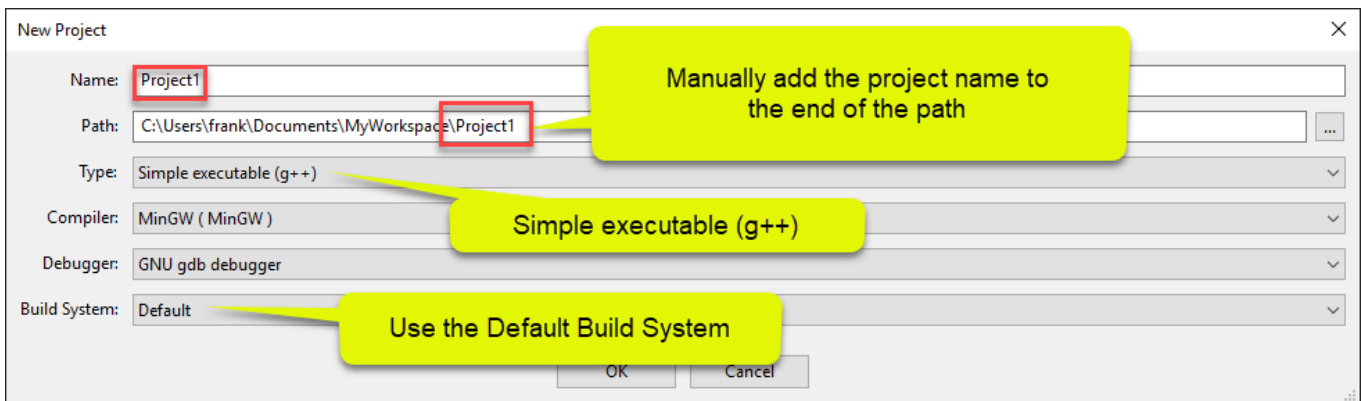 New Project
Name: Project1
Manually add the project name to
the end of the path
Path: C:\Users\frank\Documents\MyWorkspace\Project1 ...
Type: Simple executable (g++)
Compiler: MinGW ( MinGW )
Simple executable (g++)
Debugger: GNU gdb debugger
Build System: Default
Use the Default Build System
OK Cancel